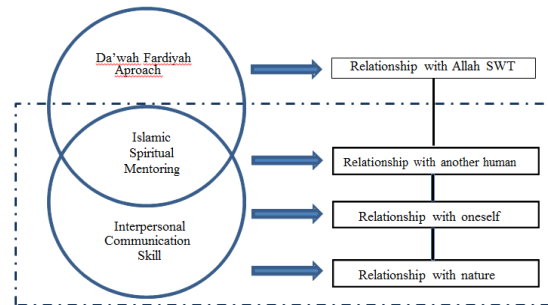 Da'wah Fardiyah
Aproach
Relationship with Allah SWT
Islamic
Spiritual
Mentoring
Relationship with another human
Interpersonal
Communication
Skill
Relationship with oneself
Relationship with nature